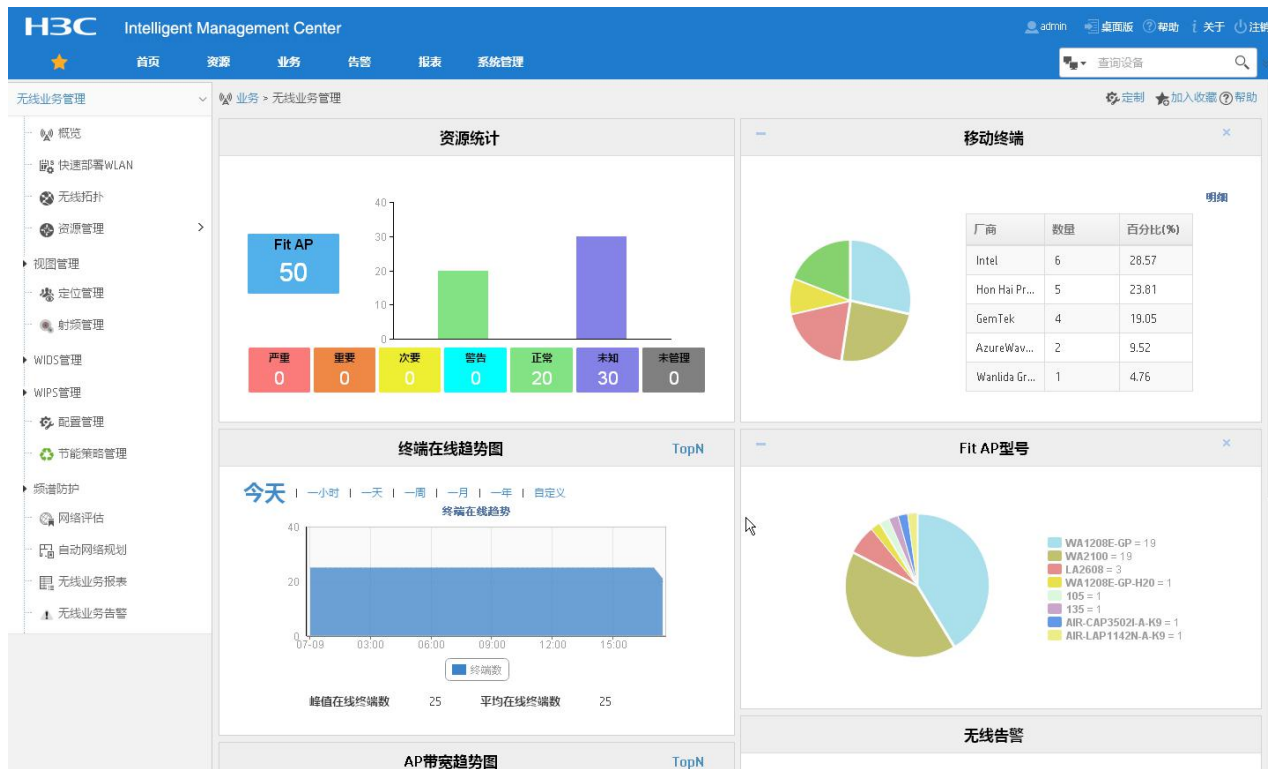 H3C Intelligent Management Center
admin 桌面版 帮助 关于 注销
首页 资源 业务 告警 报表 系统管理
查询设备
无线业务管理
业务 > 无线业务管理
定制 加入收藏 帮助
概览
快速部署WLAN
无线拓扑
资源管理
视图管理
定位管理
射频管理
WIDS管理
WIPS管理
配置管理
节能策略管理
频谱防护
网络评估
自动网络规划
无线业务报表
无线业务告警
资源统计
Fit AP
50
40
30
20
10
0
严重 重要 次要 警告 正常 未知 未管理
0 0 0 0 20 30 0
移动终端
明细
厂商 数量 百分比(%)
Intel 6 28.57
Hon Hai Pr... 5 23.81
GemTek 4 19.05
AzureWav... 2 9.52
Wanlida Gr... 1 4.76
终端在线趋势图 TopN
今天 | 一小时 | 一天 | 一周 | 一月 | 一年 | 自定义
终端在线趋势
40
20
0
07-09 03:00 06:00 09:00 12:00 15:00
终端数
峰值在线终端数 25 平均在线终端数 25
Fit AP型号
WA1208E-GP = 19
WA2100 = 19
LA2608 = 3
WA1208E-GP-H20 = 1
105 = 1
135 = 1
AIR-CAP3502I-A-K9 = 1
AIR-LAP1142N-A-K9 = 1
AP带宽趋势图 TopN
无线告警